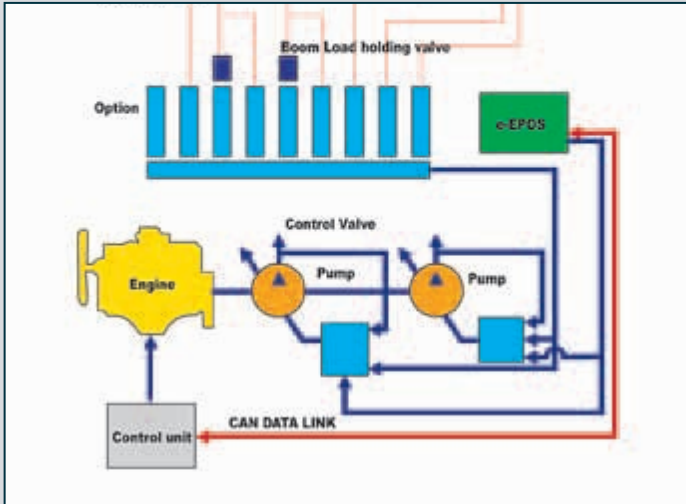 Boom Load holding valve
Option
e-EPOS
Control Valve
Pump
Pump
Engine
CAN DATA LINK
Control unit